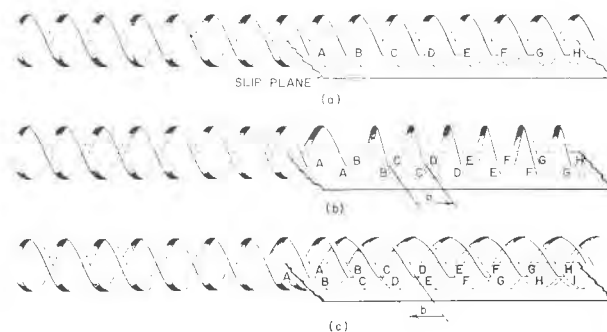 A B C D E F G H
SLIP PLANE
(a)
A B C D E F G H
A B C D E F G
b
(b)
A B C D E F G H
A B C D E F G H I
b
(c)